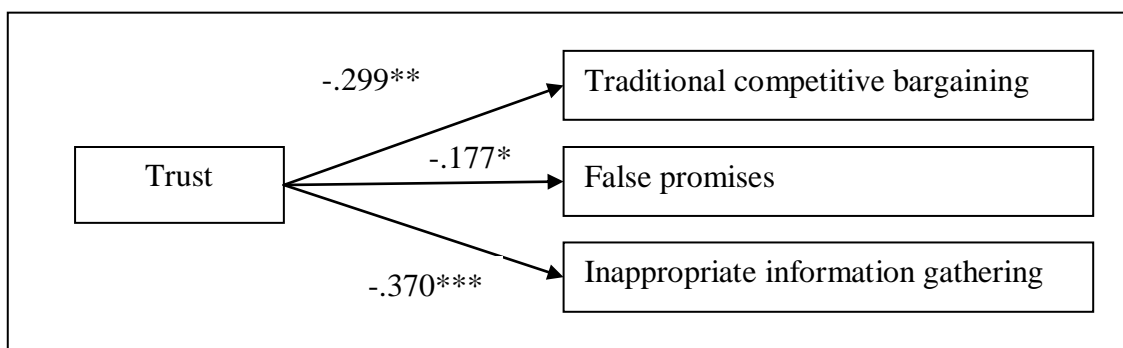 -.299**
Traditional competitive bargaining
Trust
-.177*
False promises
-.370***
Inappropriate information gathering